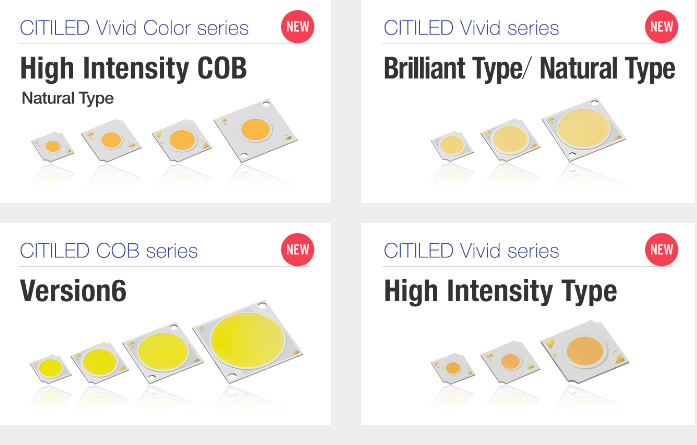 CITILED Vivid Color series
NEW
High Intensity COB
Natural Type
CITILED Vivid series
NEW
Brilliant Type/ Natural Type
CITILED COB series
NEW
Version6
CITILED Vivid series
NEW
High Intensity Type